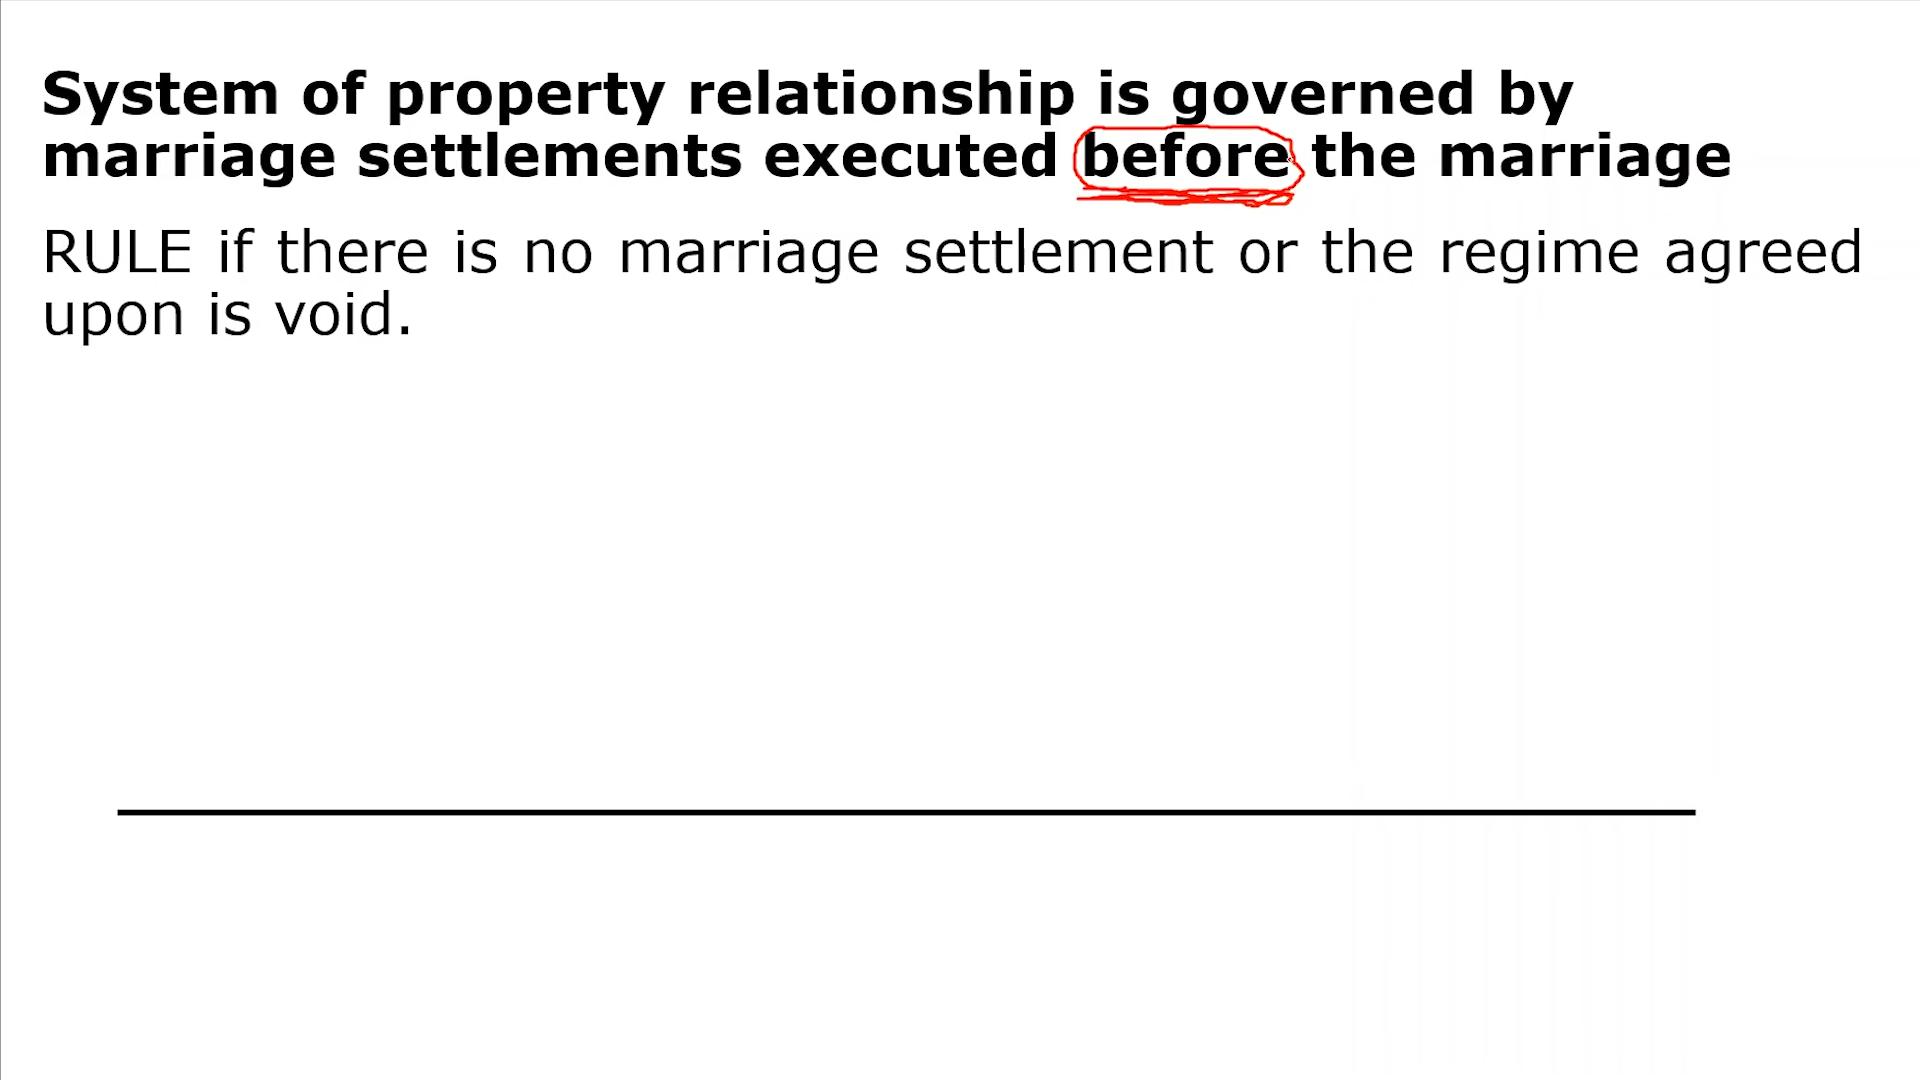 System of property relationship is governed by
marriage settlements executed before the marriage
RULE if there is no marriage settlement or the regime agreed
upon is void.